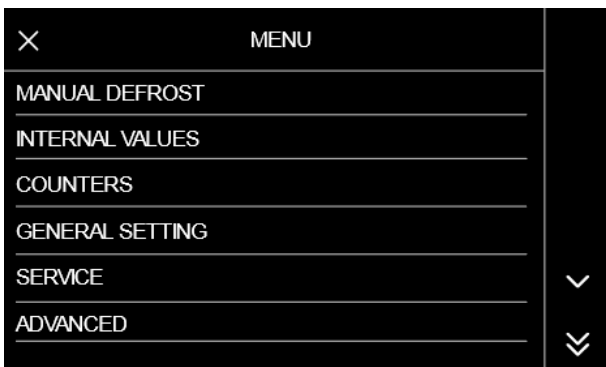 MENU
MANUAL DEFROST
INTERNAL VALUES
COUNTERS
GENERAL SETTING
SERVICE
ADVANCED